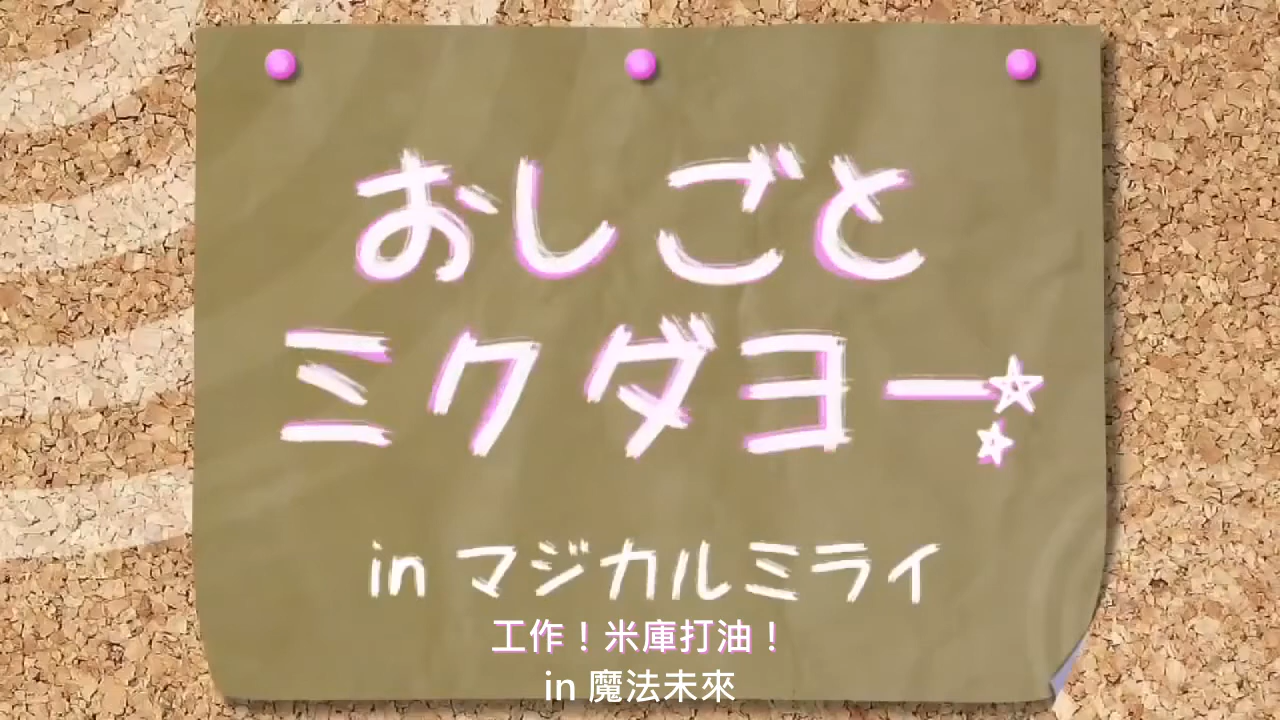 おしごと
ミクダヨー☆
in マジカルミライ
工作！米庫打油！
in 魔法未來